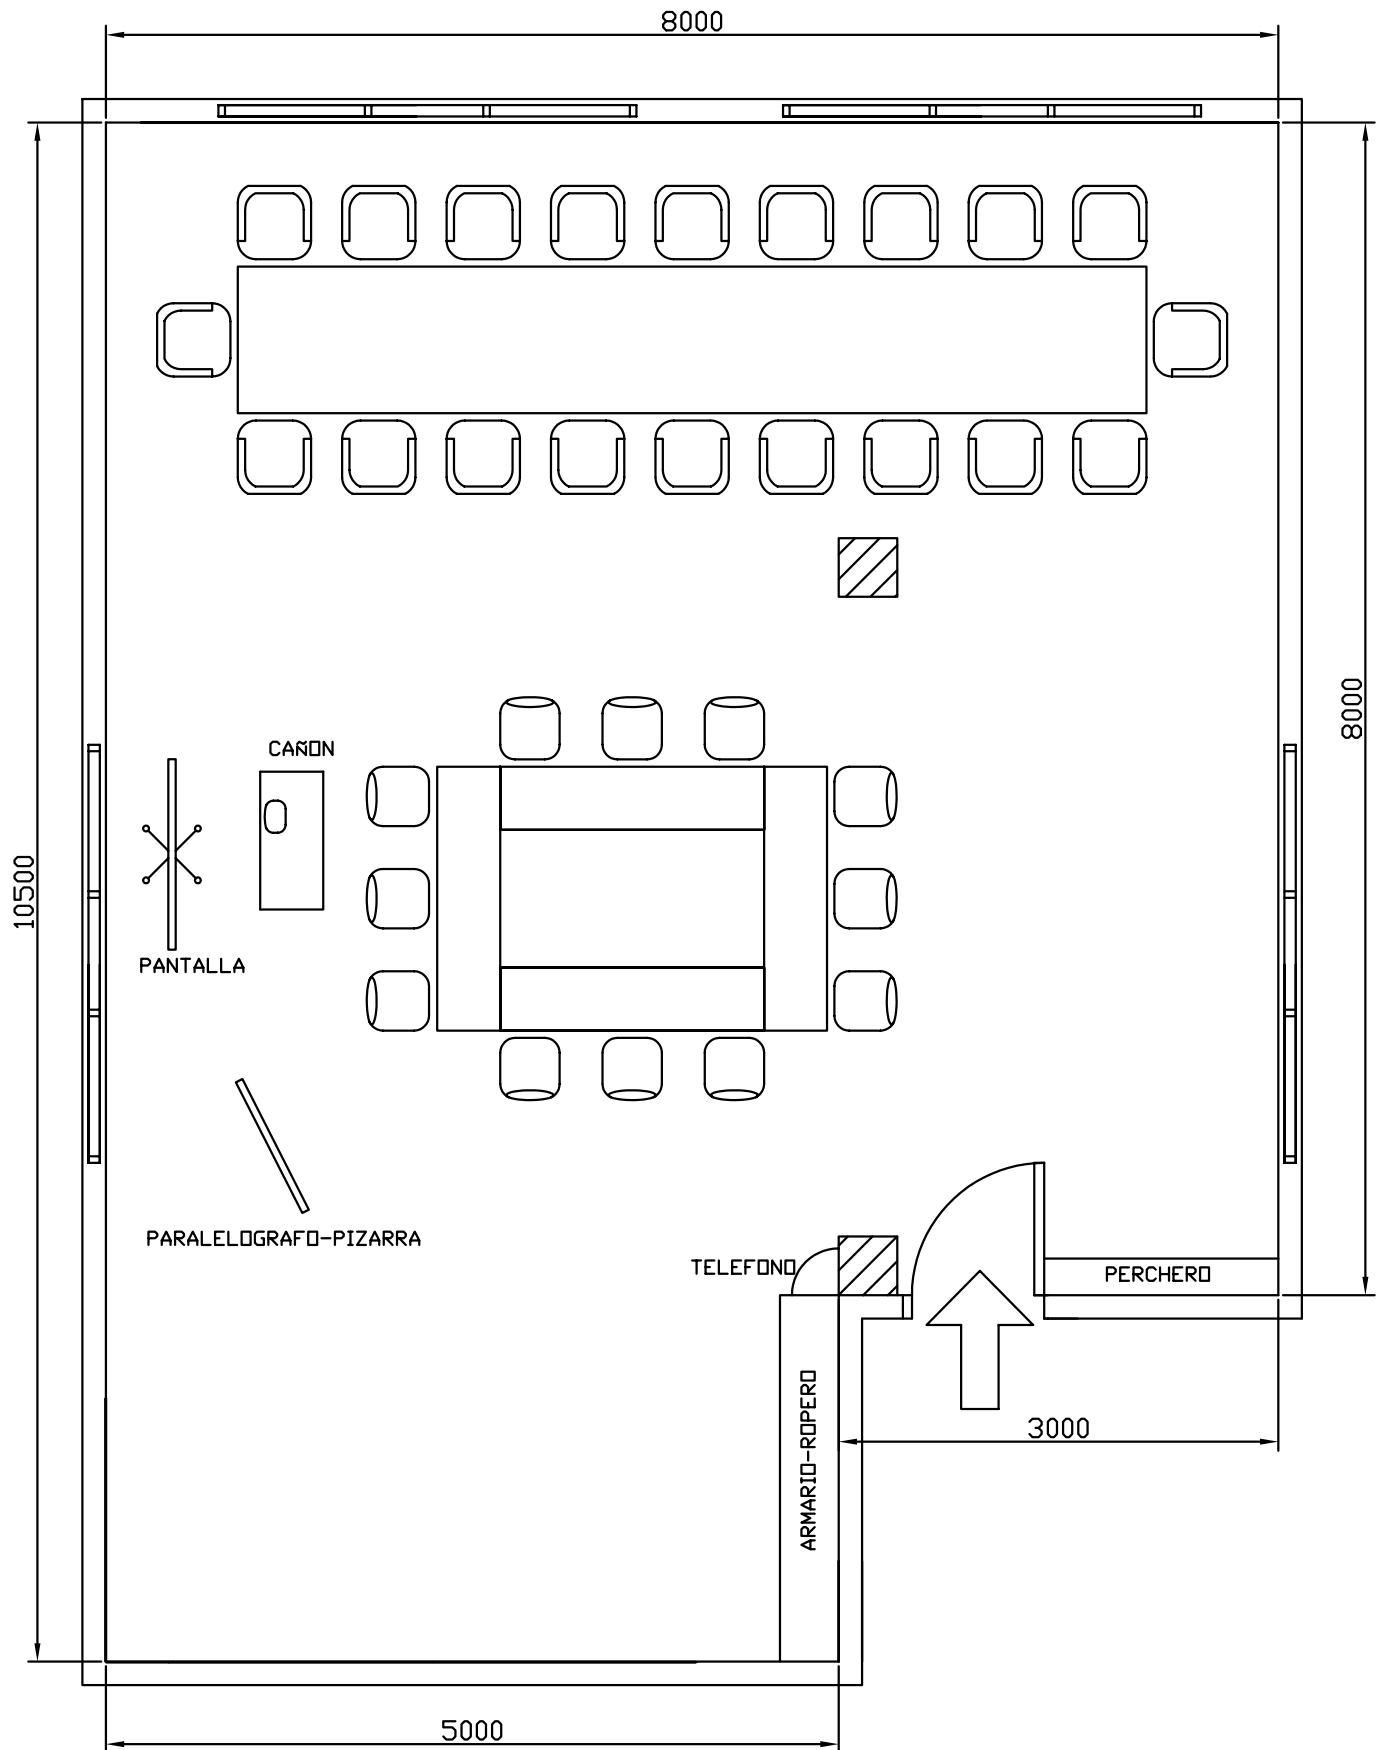 8000
8000
CAÑON
10500
PANTALLA
PARALELOGRAFO-PIZARRA
TELEFONO
PERCHERO
ARMARIO-ROPERO
3000
5000